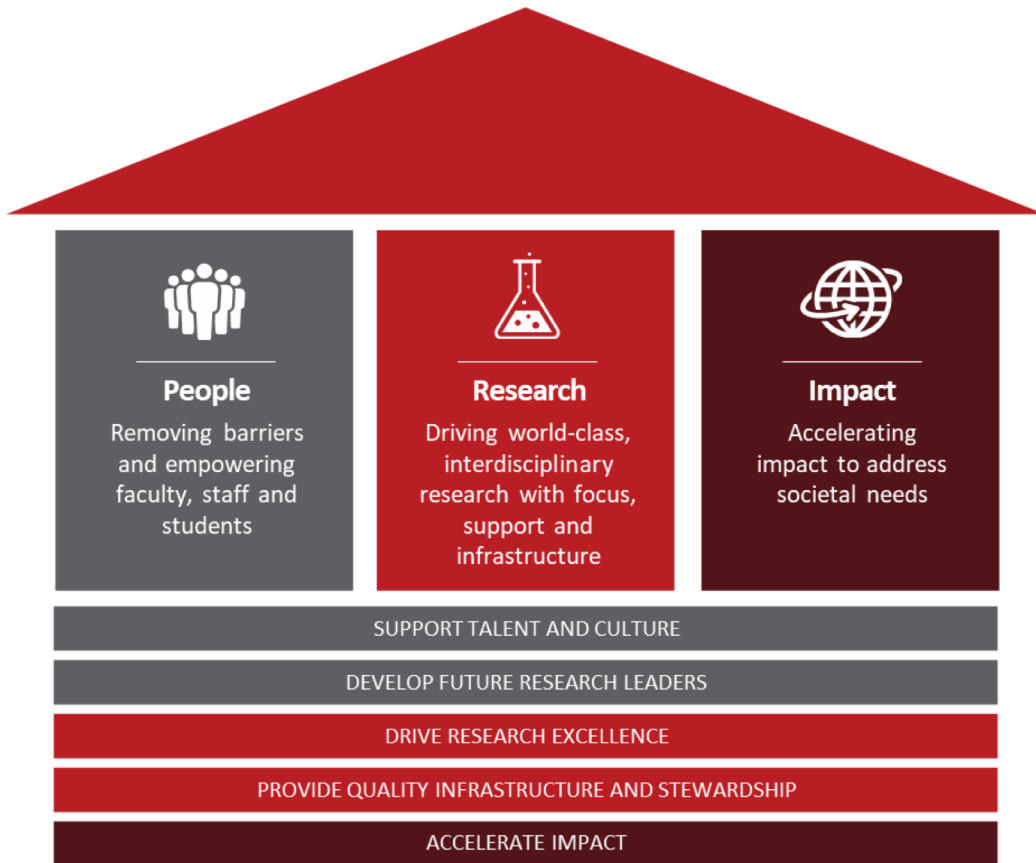 People
Removing barriers
and empowering
faculty, staff and
students
Research
Driving world-class,
interdisciplinary
research with focus,
support and
infrastructure
Impact
Accelerating
impact to address
societal needs
SUPPORT TALENT AND CULTURE
DEVELOP FUTURE RESEARCH LEADERS
DRIVE RESEARCH EXCELLENCE
PROVIDE QUALITY INFRASTRUCTURE AND STEWARDSHIP
ACCELERATE IMPACT